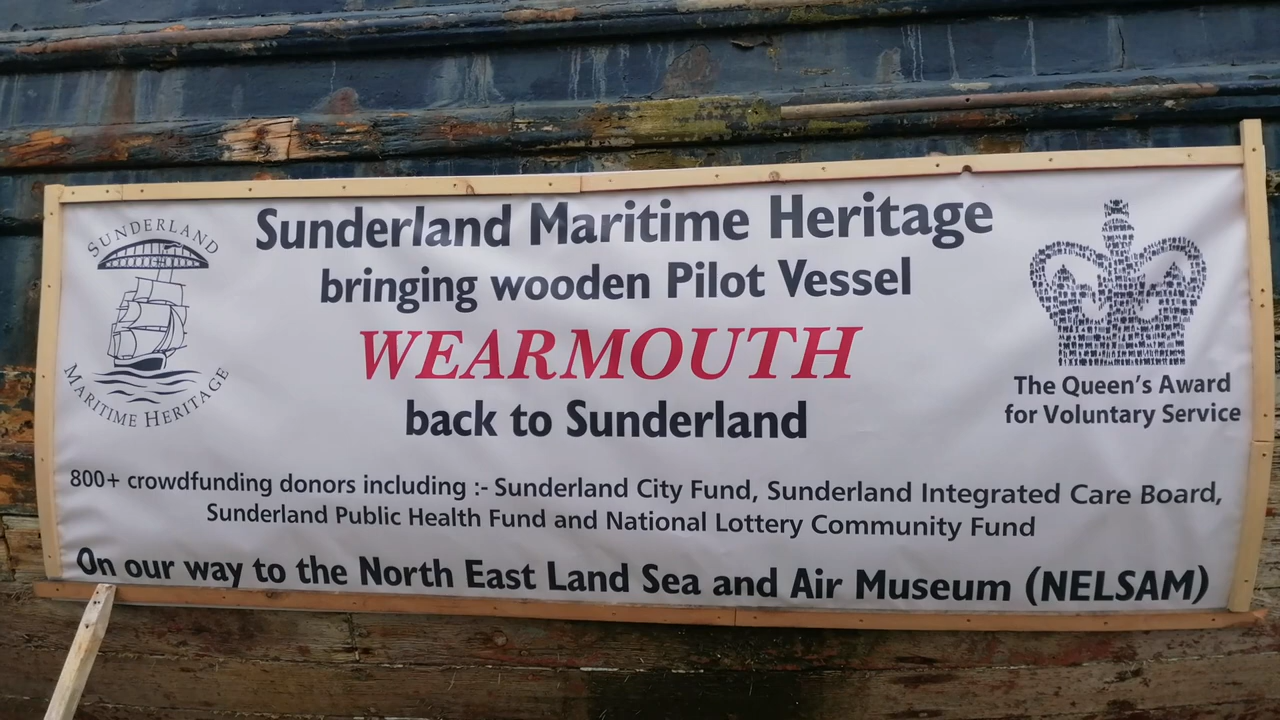 SUNDERLAND
MARITIME HERITAGE
Sunderland Maritime Heritage
bringing wooden Pilot Vessel
WEARMOUTH
back to Sunderland
The Queen's Award
for Voluntary Service
800+ crowdfunding donors including :- Sunderland City Fund, Sunderland Integrated Care Board,
Sunderland Public Health Fund and National Lottery Community Fund
On our way to the North East Land Sea and Air Museum (NELSAM)